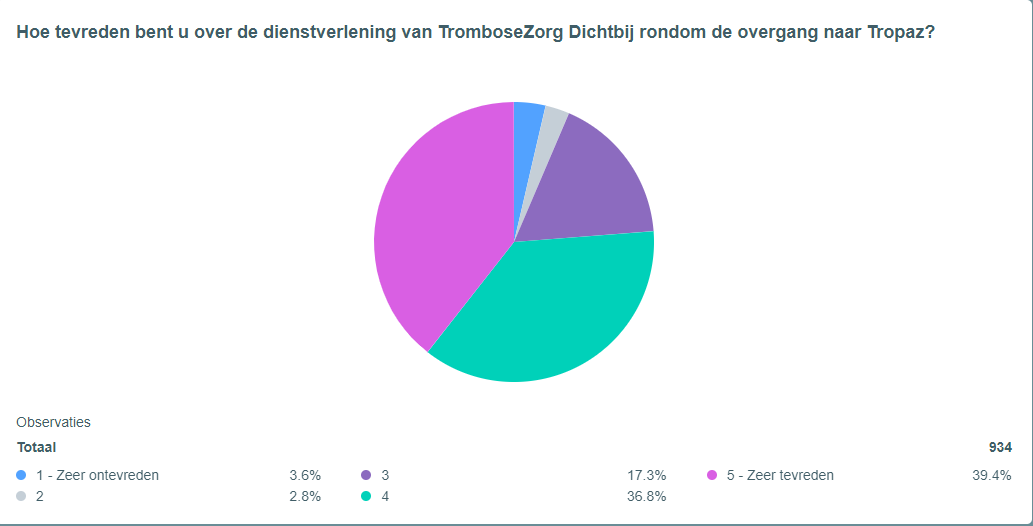 Hoe tevreden bent u over de dienstverlening van TromboseZorg Dichtbij rondom de overgang naar Tropaz?
Observaties
Totaal 934
1 - Zeer ontevreden 3.6% 3 17.3% 5 - Zeer tevreden 39.4%
2 2.8% 4 36.8%